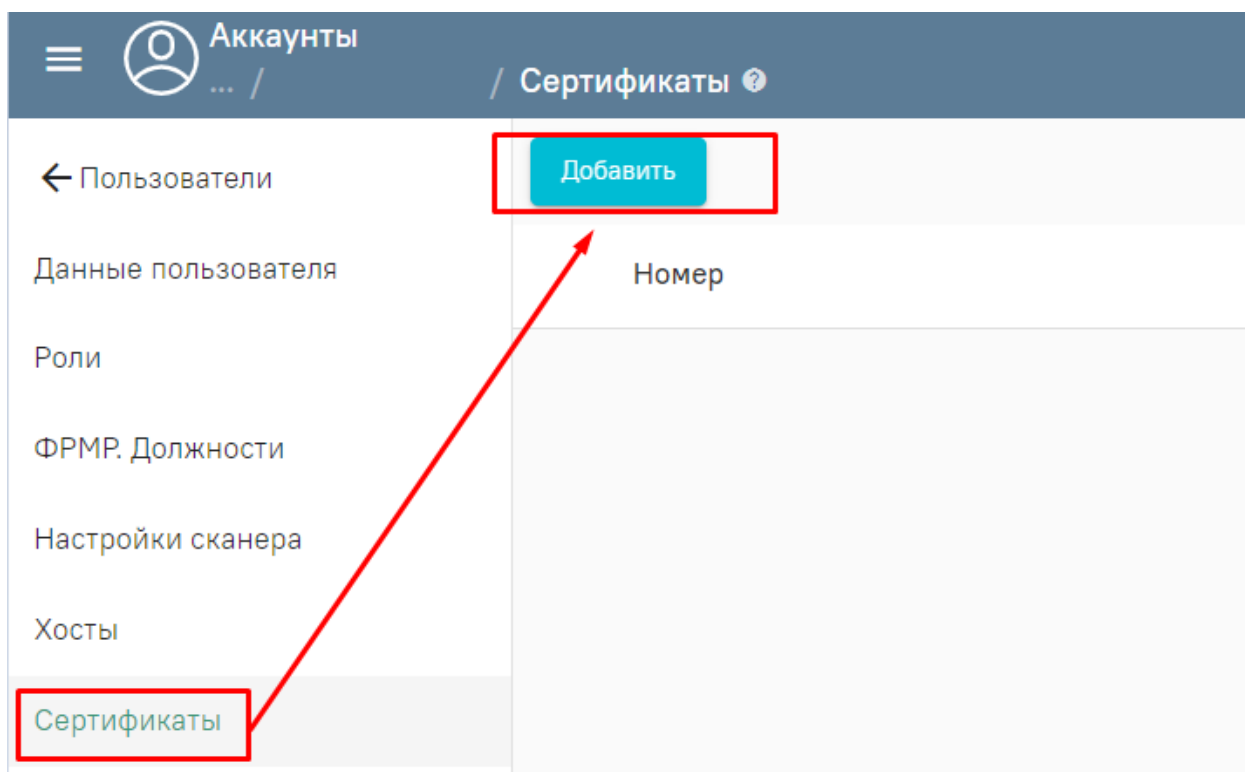 Аккаунты
... / / Сертификаты ?
Пользователи
Добавить
Данные пользователя
Номер
Роли
ФРМР. Должности
Настройки сканера
Хосты
Сертификаты